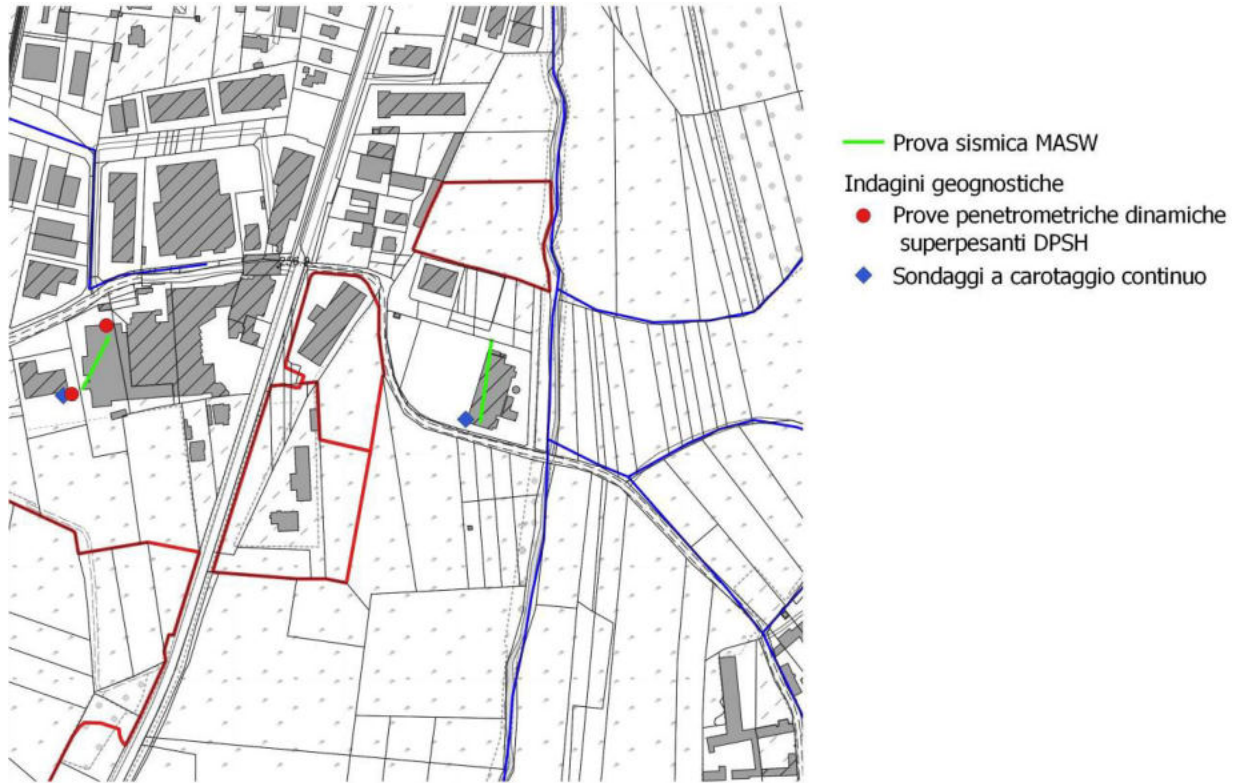 Prova sismica MASW
Indagini geognostiche
Prove penetrometriche dinamiche
superpesanti DPSH
Sondaggi a carotaggio continuo